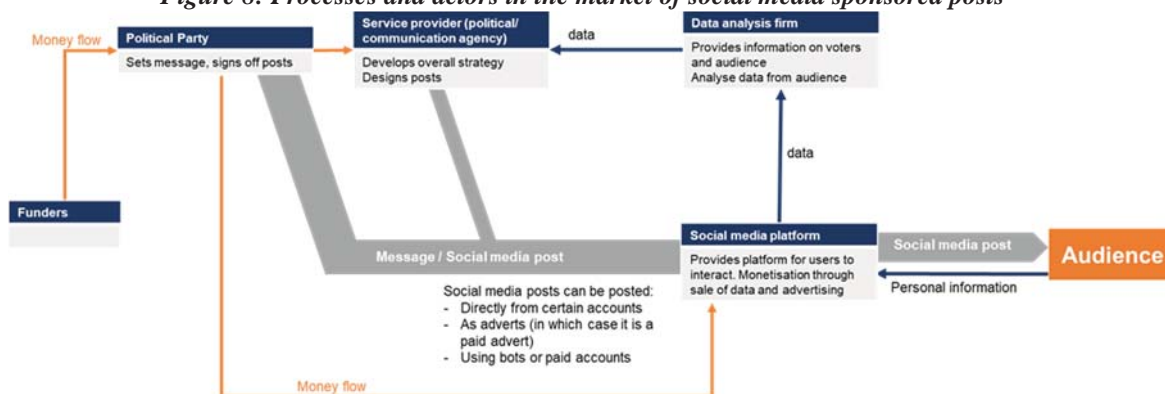 Figure 8: Processes and actors in the market of social media sponsored posts
Money flow
Political Party
Sets message, signs off posts
Service provider (political/
communication agency)
Develops overall strategy
Designs posts
data
Data analysis firm
Provides information on voters
and audience
Analyse data from audience
data
Funders
Message / Social media post
Social media platform
Provides platform for users to
interact. Monetisation through
sale of data and advertising
Social media post
Audience
Personal information
Social media posts can be posted:
- Directly from certain accounts
- As adverts (in which case it is a
paid advert)
- Using bots or paid accounts
Money flow